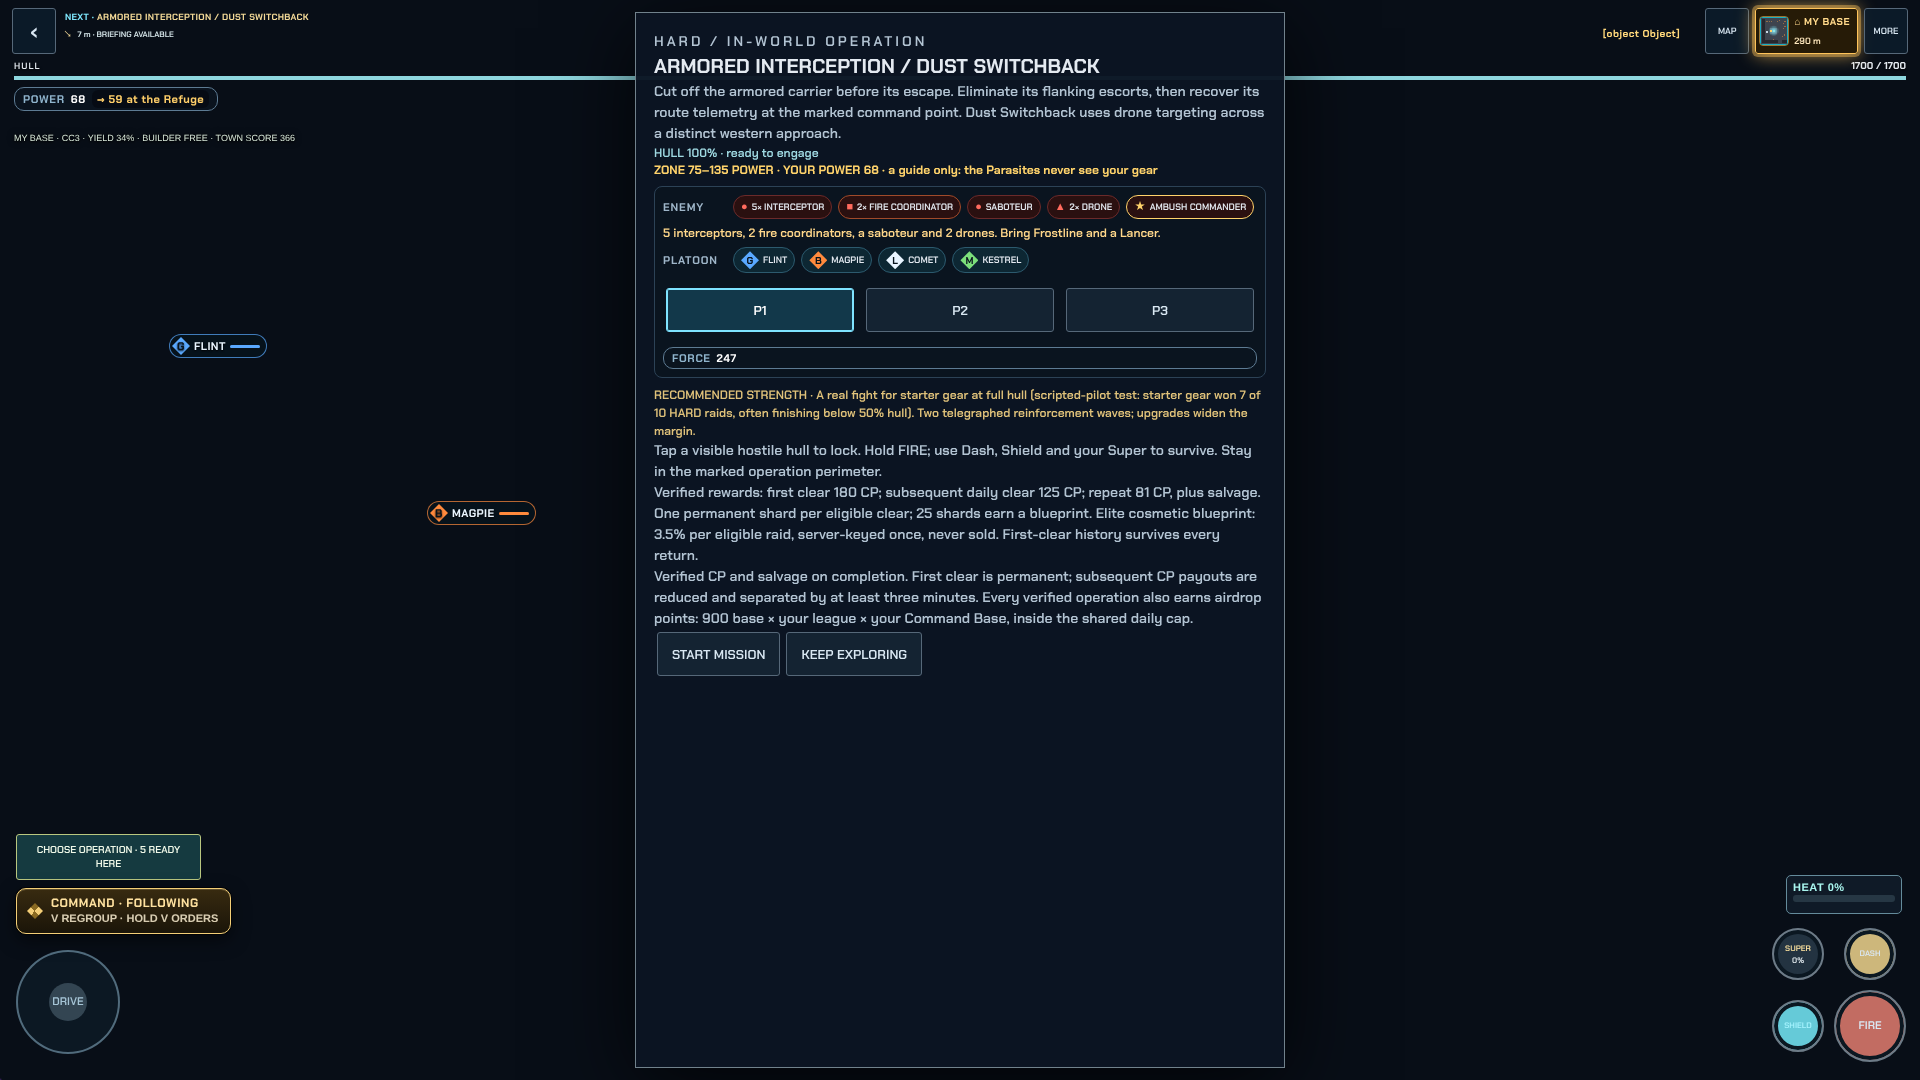 NEXT · ARMORED INTERCEPTION / DUST SWITCHBACK
↘ 7 m · BRIEFING AVAILABLE
[object Object]
MAP
⌂ MY BASE
290 m
MORE
HULL
1700 / 1700
POWER 68 → 59 at the Refuge
MY BASE · CC3 · YIELD 34% · BUILDER FREE · TOWN SCORE 366
HARD / IN-WORLD OPERATION
ARMORED INTERCEPTION / DUST SWITCHBACK
Cut off the armored carrier before its escape. Eliminate its flanking escorts, then recover its
route telemetry at the marked command point. Dust Switchback uses drone targeting across
a distinct western approach.
HULL 100% · ready to engage
ZONE 75–135 POWER · YOUR POWER 68 · a guide only: the Parasites never see your gear
ENEMY ● 5× INTERCEPTOR ■ 2× FIRE COORDINATOR ● SABOTEUR ▲ 2× DRONE ★ AMBUSH COMMANDER
5 interceptors, 2 fire coordinators, a saboteur and 2 drones. Bring Frostline and a Lancer.
PLATOON G FLINT B MAGPIE L COMET M KESTREL
P1
P2
P3
FORCE 247
RECOMMENDED STRENGTH · A real fight for starter gear at full hull (scripted-pilot test: starter gear won 7 of
10 HARD raids, often finishing below 50% hull). Two telegraphed reinforcement waves; upgrades widen the
margin.
Tap a visible hostile hull to lock. Hold FIRE; use Dash, Shield and your Super to survive. Stay
in the marked operation perimeter.
Verified rewards: first clear 180 CP; subsequent daily clear 125 CP; repeat 81 CP, plus salvage.
One permanent shard per eligible clear; 25 shards earn a blueprint. Elite cosmetic blueprint:
3.5% per eligible raid, server-keyed once, never sold. First-clear history survives every
return.
Verified CP and salvage on completion. First clear is permanent; subsequent CP payouts are
reduced and separated by at least three minutes. Every verified operation also earns airdrop
points: 900 base × your league × your Command Base, inside the shared daily cap.
START MISSION
KEEP EXPLORING
G FLINT
B MAGPIE
CHOOSE OPERATION · 5 READY
HERE
COMMAND · FOLLOWING
V REGROUP · HOLD V ORDERS
DRIVE
HEAT 0%
SUPER
0%
DASH
SHIELD
FIRE